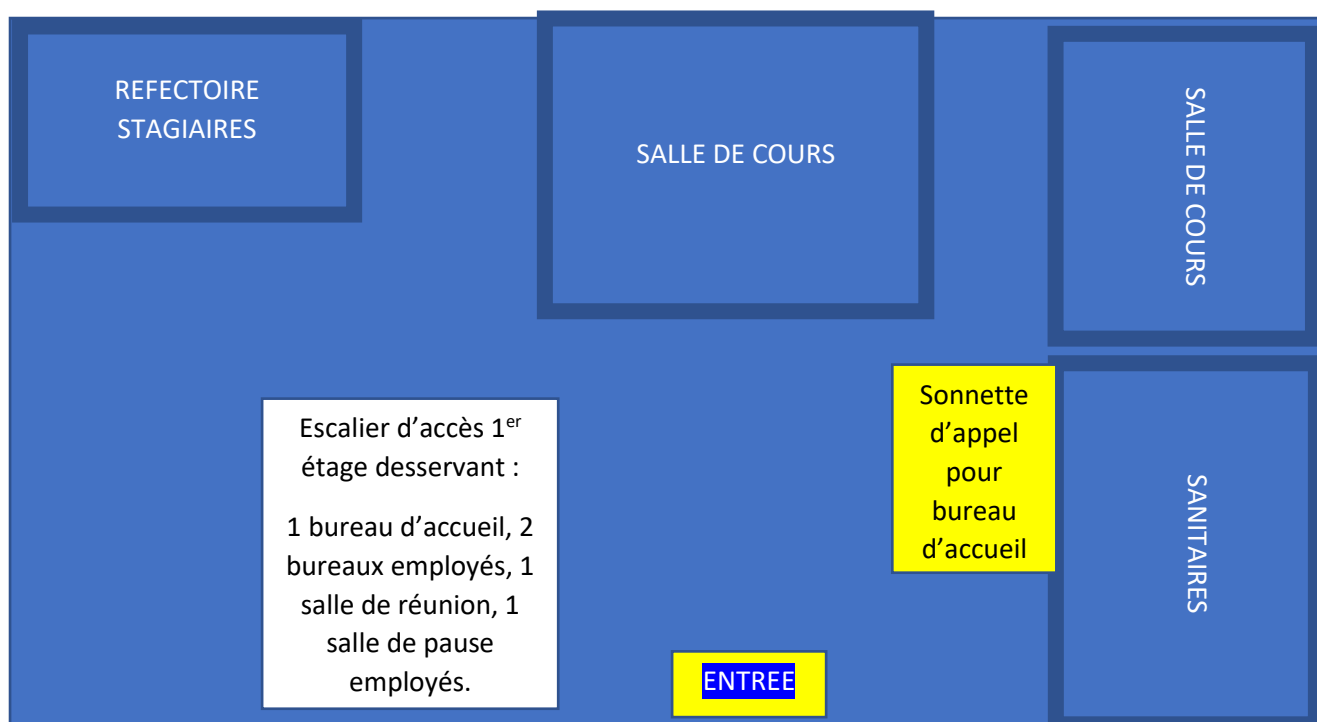 REFECTOIRE
STAGIAIRES
SALLE DE COURS
SALLE DE COURS
Escalier d’accès 1er
étage desservant :
1 bureau d’accueil, 2
bureaux employés, 1
salle de réunion, 1
salle de pause
employés.
Sonnette
d’appel
pour
bureau
d’accueil
SANITAIRES
ENTREE